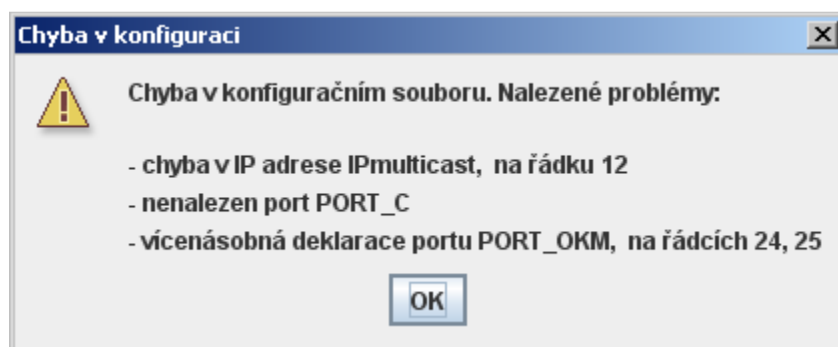 Chyba v konfiguraci
Chyba v konfiguračním souboru. Nalezené problémy:
- chyba v IP adrese IPmulticast, na řádku 12
- nenalezen port PORT_C
- vícenásobná deklarace portu PORT_OKM, na řádcích 24, 25
OK